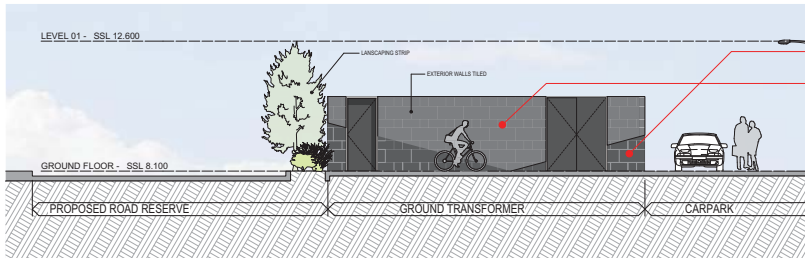 LEVEL 01 - SSL 12.600
LANSCAPING STRIP
EXTERIOR WALLS TILED
GROUND FLOOR - SSL 8.100
PROPOSED ROAD RESERVE
GROUND TRANSFORMER
CARPARK